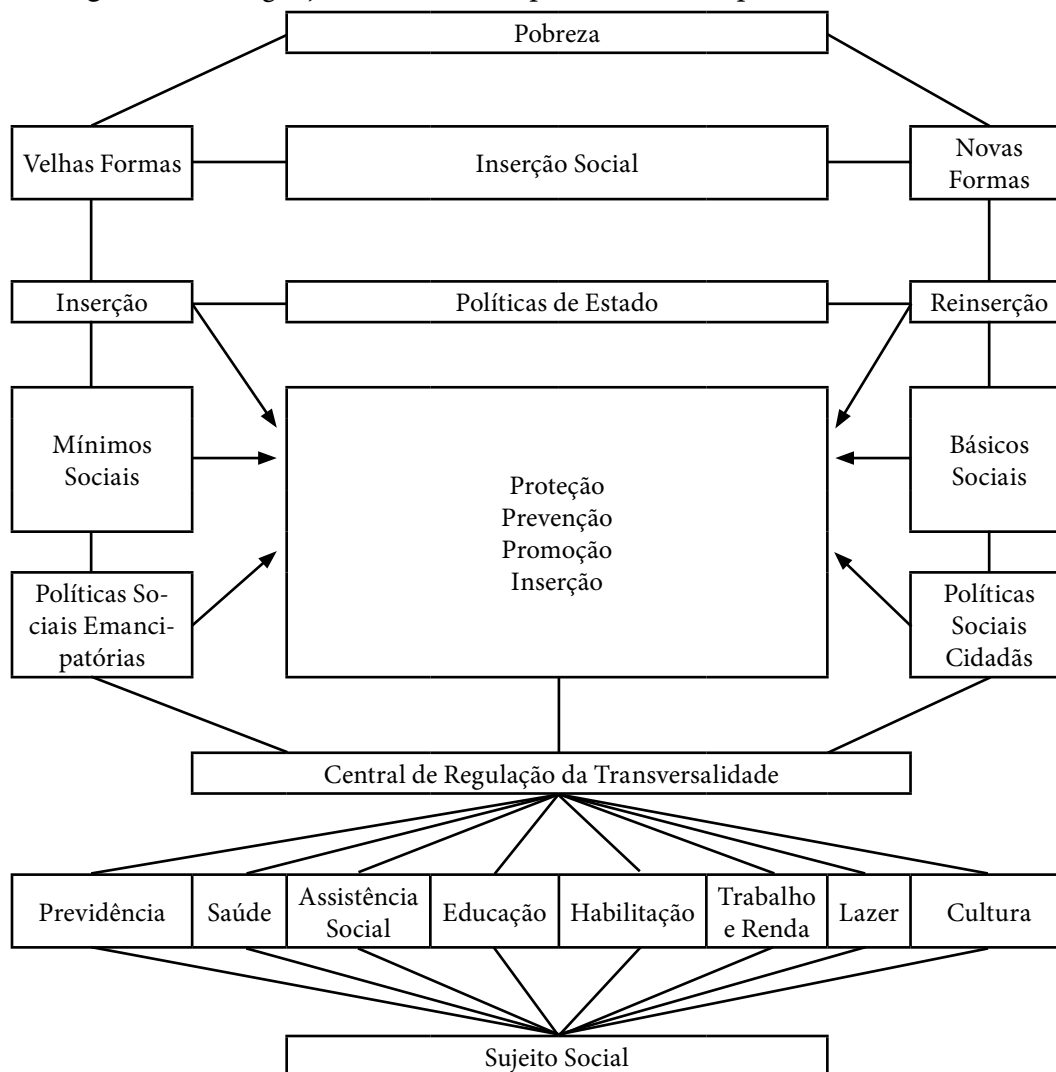 Pobreza
Velhas Formas
Inserção Social
Novas
Formas
Inserção
Políticas de Estado
Reinserção
Mínimos
Sociais
Proteção
Prevenção
Promoção
Inserção
Básicos
Sociais
Políticas So-
ciais Emanci-
patórias
Políticas
Sociais
Cidadãs
Central de Regulação da Transversalidade
Previdência
Saúde
Assistência
Social
Educação
Habilitação
Trabalho
e Renda
Lazer
Cultura
Sujeito Social